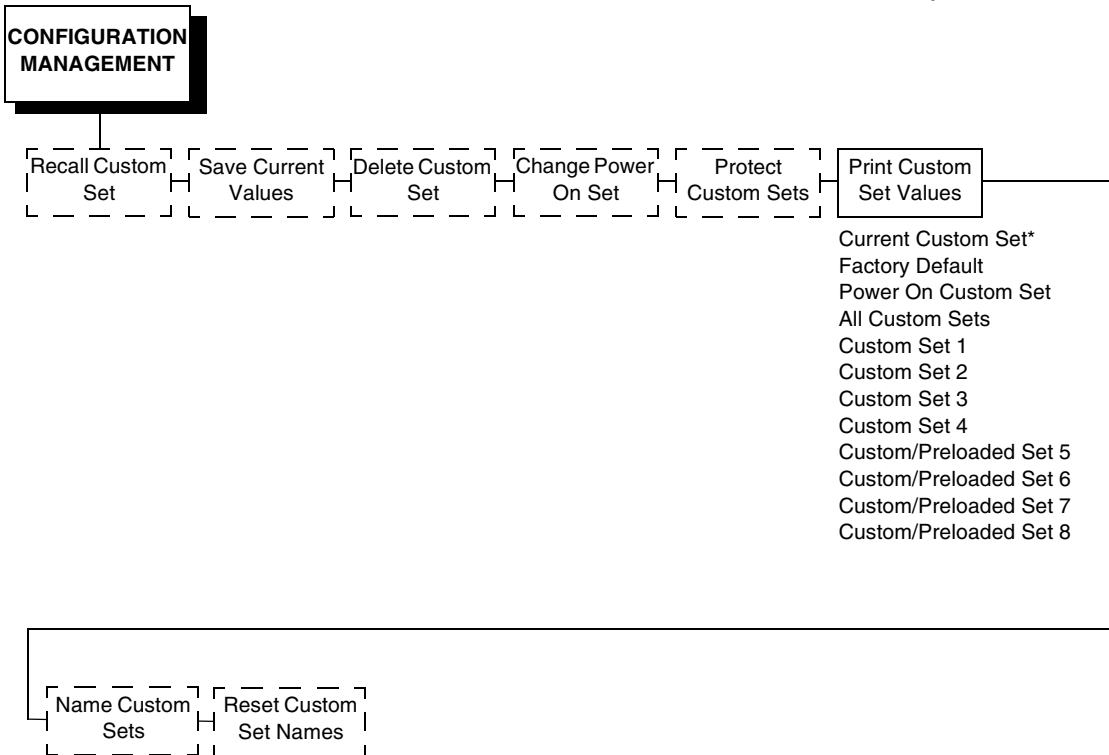 CONFIGURATION
MANAGEMENT
Recall Custom
Set
Save Current
Values
Delete Custom
Set
Change Power
On Set
Protect
Custom Sets
Print Custom
Set Values
Current Custom Set*
Factory Default
Power On Custom Set
All Custom Sets
Custom Set 1
Custom Set 2
Custom Set 3
Custom Set 4
Custom/Preloaded Set 5
Custom/Preloaded Set 6
Custom/Preloaded Set 7
Custom/Preloaded Set 8
Name Custom
Sets
Reset Custom
Set Names